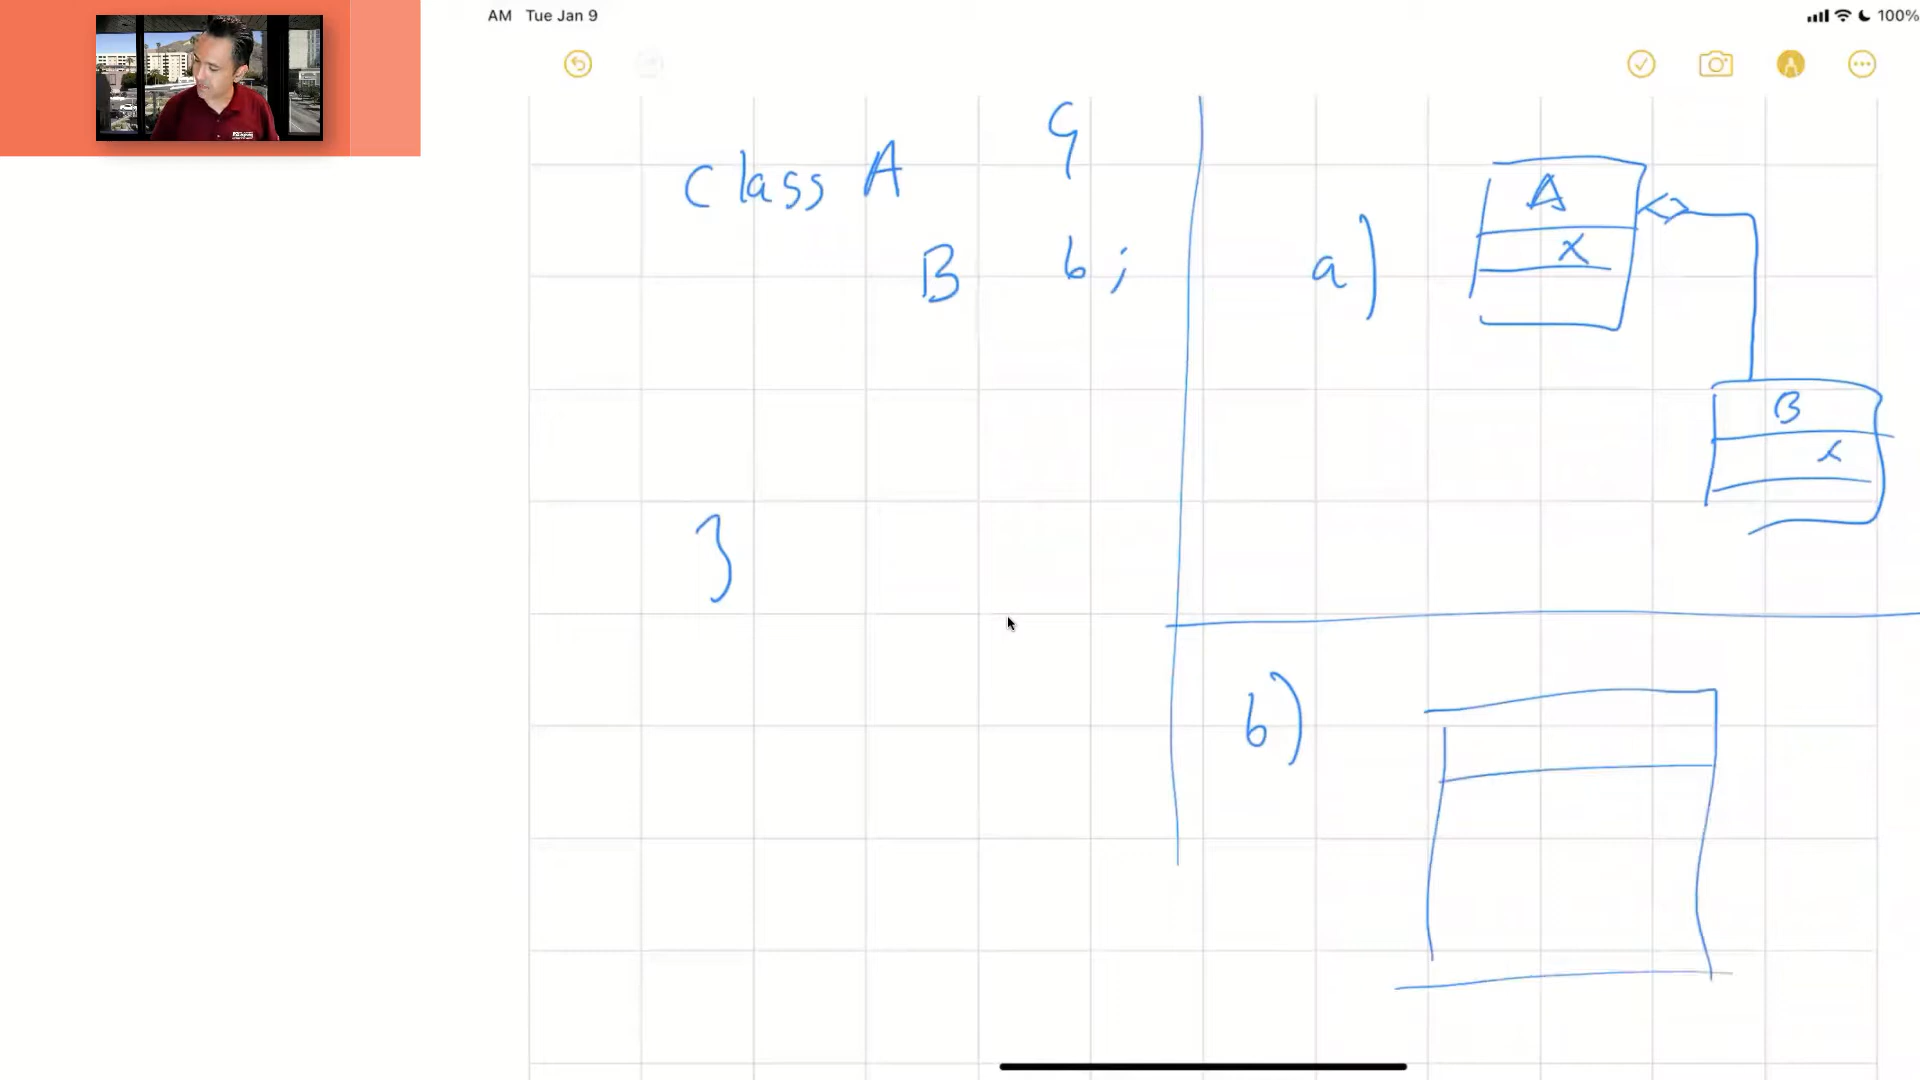 AM Tue Jan 9
100%
class A {
B b;
}
a)
A
x
B
x
b)